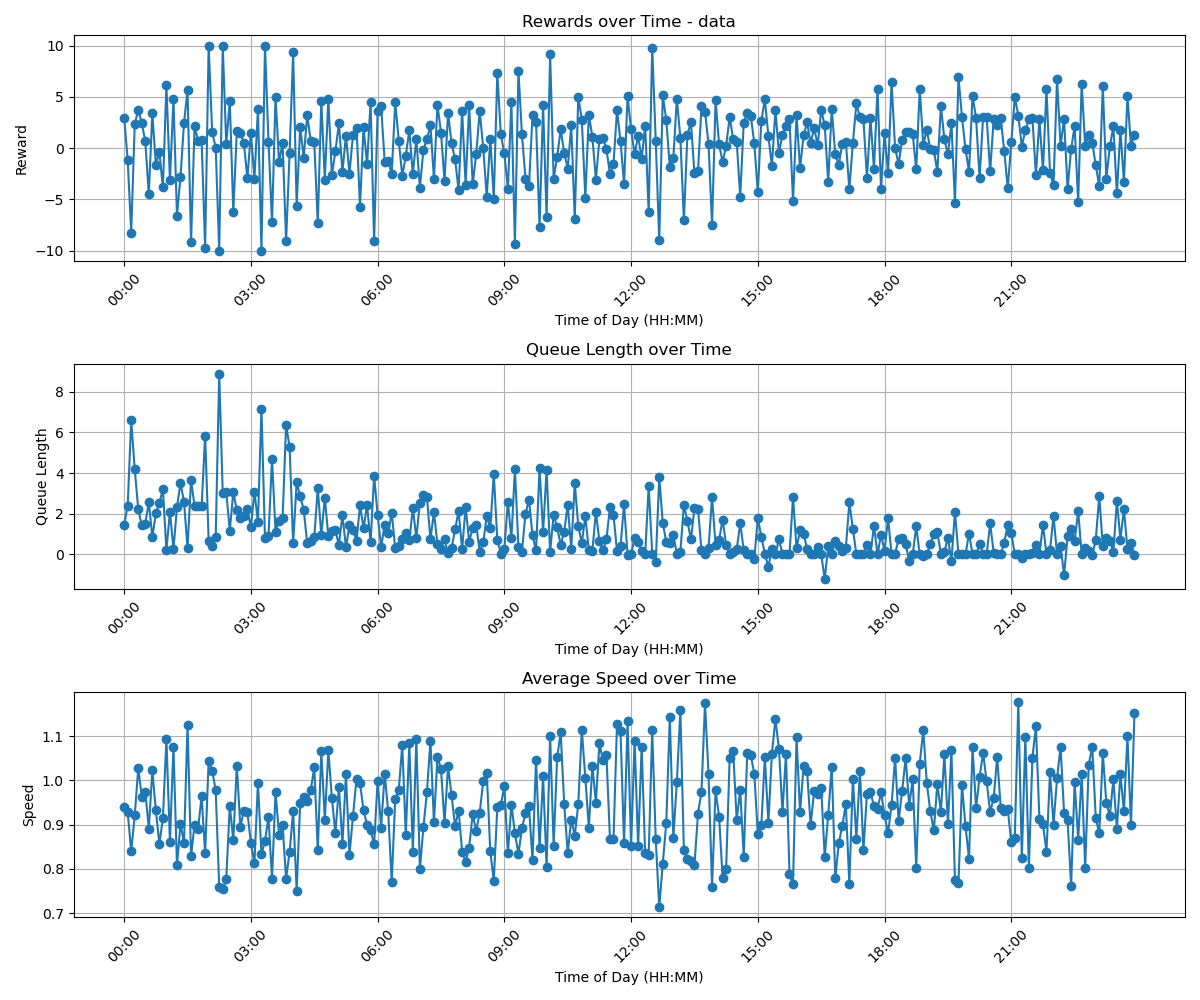 Rewards over Time - data
10
5
0
−5
−10
Reward
00:00 03:00 06:00 09:00 12:00 15:00 18:00 21:00
Time of Day (HH:MM)
Queue Length over Time
8
6
4
2
0
Queue Length
00:00 03:00 06:00 09:00 12:00 15:00 18:00 21:00
Time of Day (HH:MM)
Average Speed over Time
1.1
1.0
0.9
0.8
0.7
Speed
00:00 03:00 06:00 09:00 12:00 15:00 18:00 21:00
Time of Day (HH:MM)